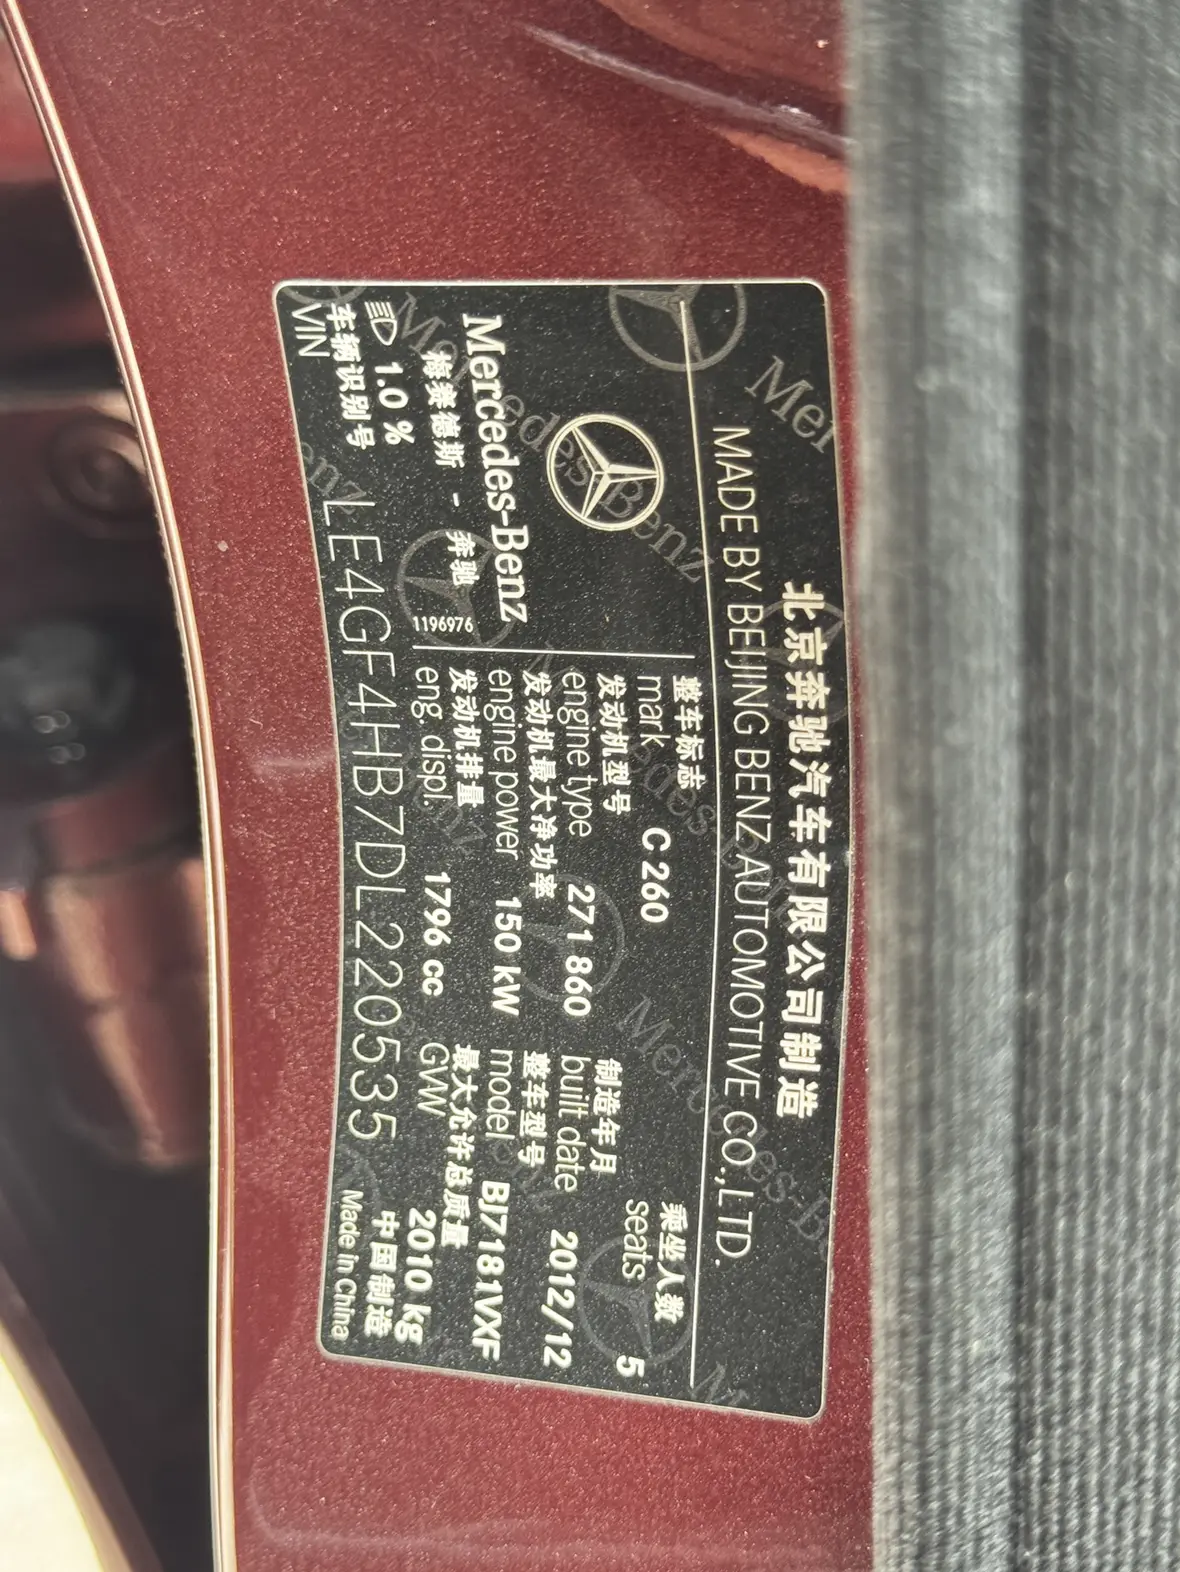 北京奔驰汽车有限公司制造
MADE BY BEIJING BENZ AUTOMOTIVE CO.,LTD.
Mercedes-Benz
梅赛德斯 - 奔驰
1196976
1.0 %
整车标志
mark C 260
乘坐人数
seats 5
发动机型号
engine type 271 860
制造年月
built date 2012/12
发动机最大净功率
engine power 150 kW
整车型号
model BJ7181VXF
发动机排量
eng. displ. 1796 cc
最大允许总质量
GWW 2010 kg
车辆识别号
VIN LE4GF4HB7DL220535
中国制造
Made In China